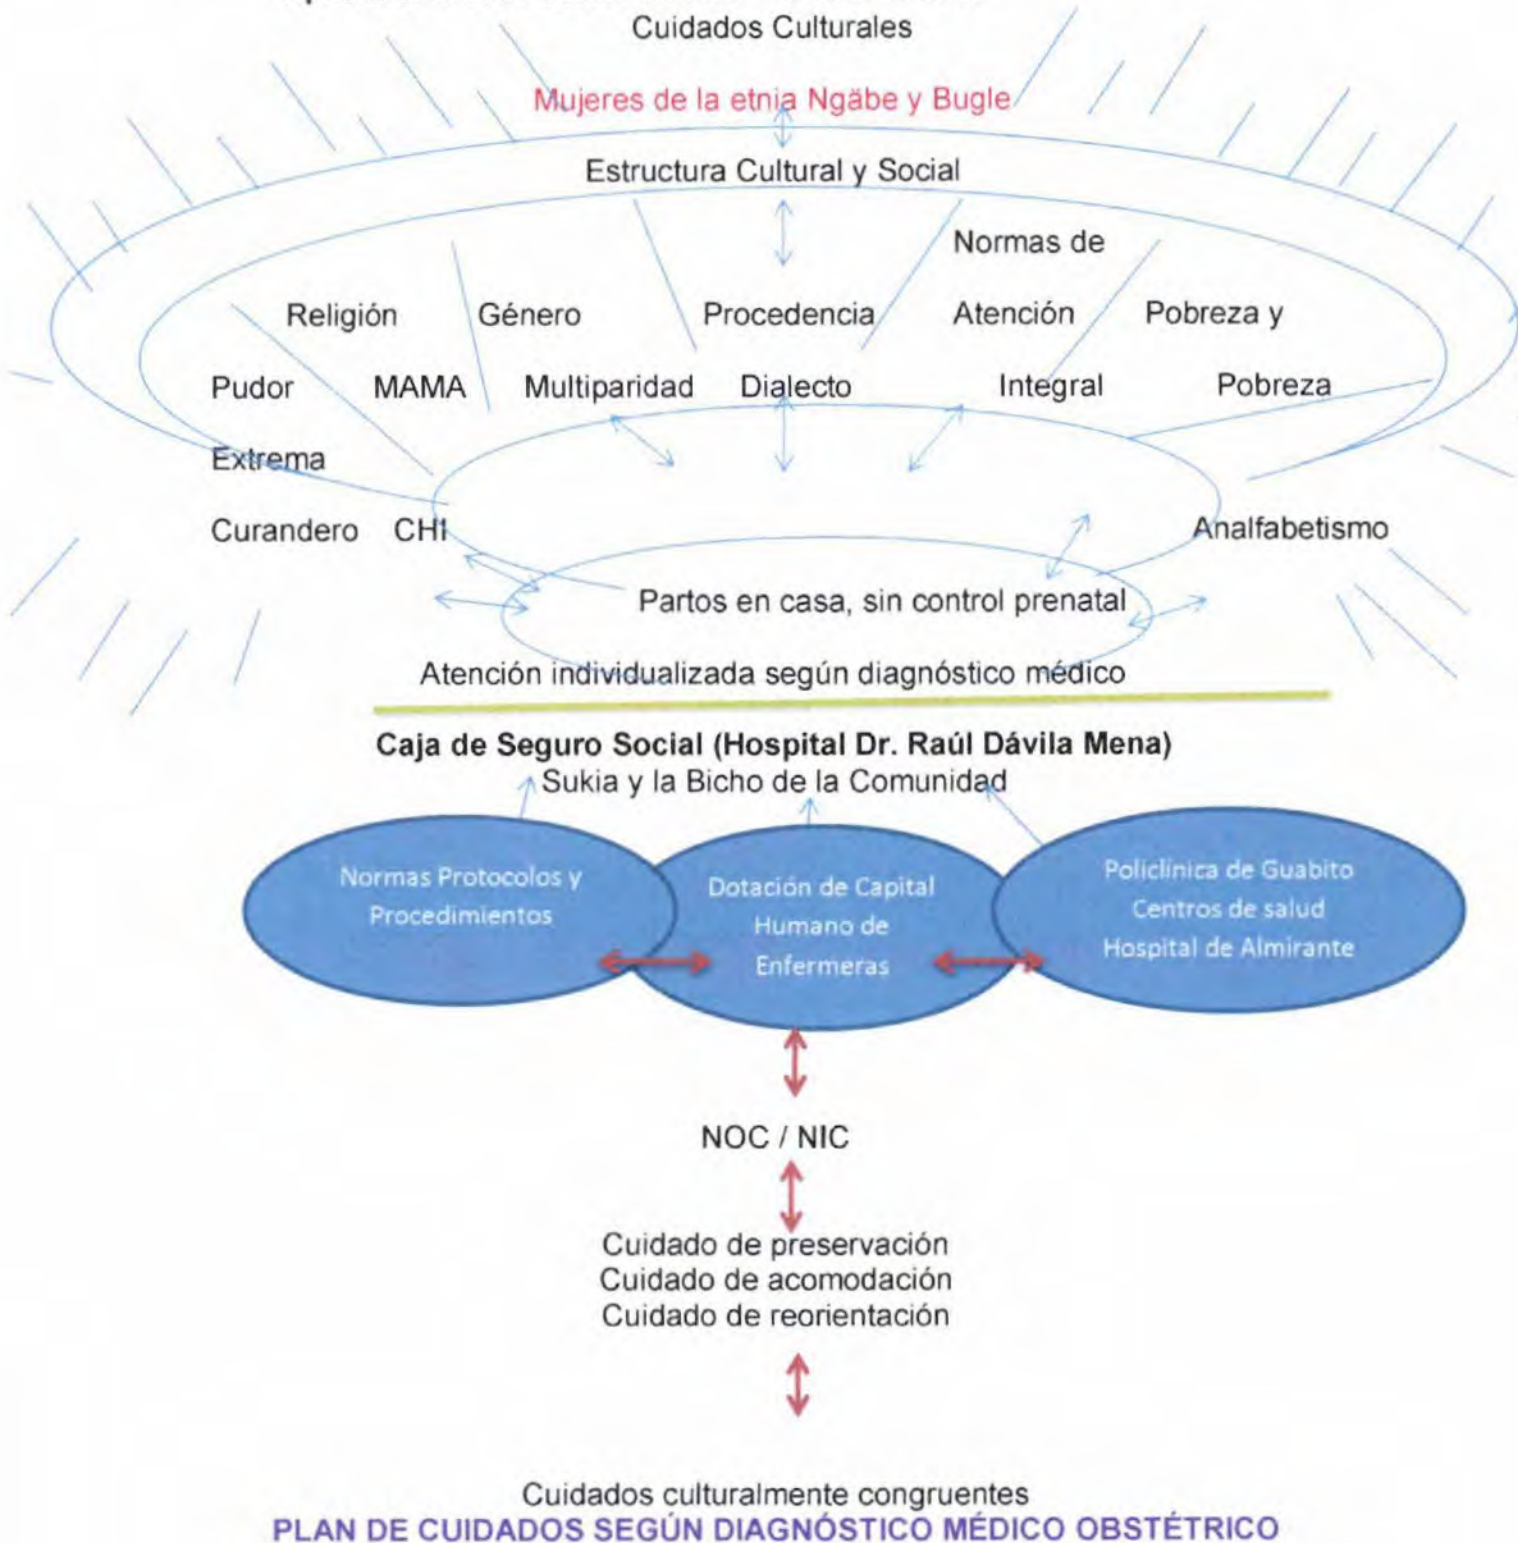 Cuidados Culturales
Mujeres de la etnia Ngäbe y Bugle
Estructura Cultural y Social
Normas de
Religión Género Procedencia Atención Pobreza y
Pudor MAMA Multiparidad Dialecto Integral Pobreza
Extrema
Curandero CHI Analfabetismo
Partos en casa, sin control prenatal
Atención individualizada según diagnóstico médico
Caja de Seguro Social (Hospital Dr. Raúl Dávila Mena)
Sukia y la Bicho de la Comunidad
Normas Protocolos y
Procedimientos
Dotación de Capital
Humano de
Enfermeras
Policlínica de Guabito
Centros de salud
Hospital de Almirante
NOC / NIC
Cuidado de preservación
Cuidado de acomodación
Cuidado de reorientación
Cuidados culturalmente congruentes
PLAN DE CUIDADOS SEGÚN DIAGNÓSTICO MÉDICO OBSTÉTRICO